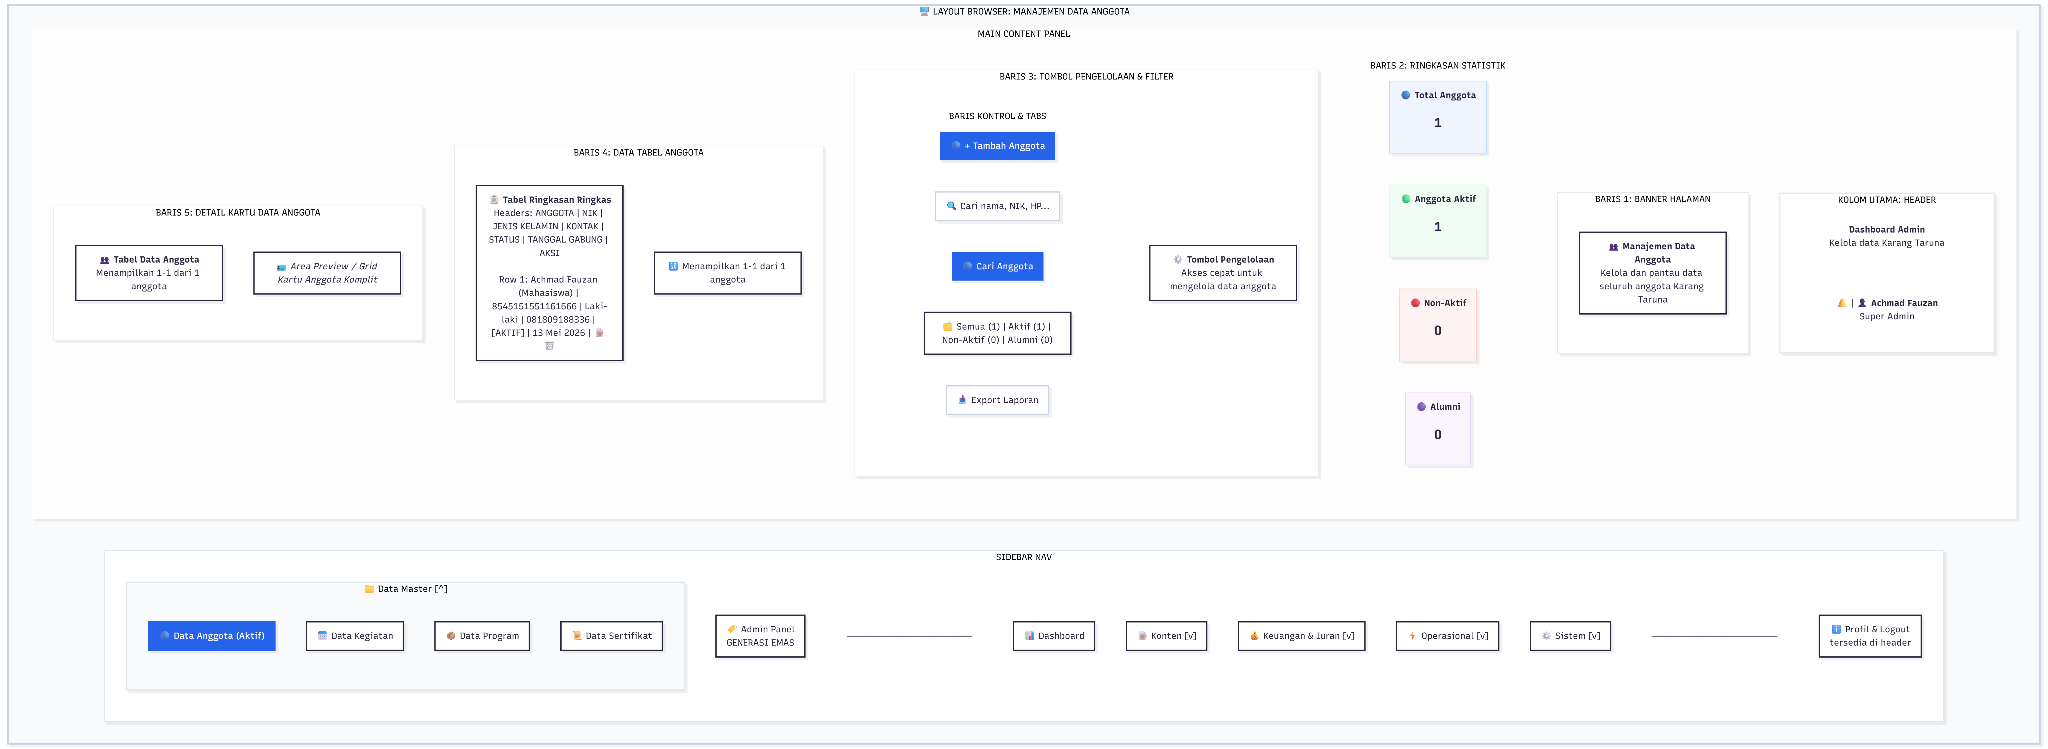 🖥️ LAYOUT BROWSER: MANAJEMEN DATA ANGGOTA
MAIN CONTENT PANEL
BARIS 5: DETAIL KARTU DATA ANGGOTA
👥 Tabel Data Anggota
Menampilkan 1-1 dari 1
anggota
🪪 Area Preview / Grid
Kartu Anggota Komplit
BARIS 4: DATA TABEL ANGGOTA
📋 Tabel Ringkasan Ringkas
Headers: ANGGOTA | NIK |
JENIS KELAMIN | KONTAK |
STATUS | TANGGAL GABUNG |
AKSI
Row 1: Achmad Fauzan
(Mahasiswa) |
8545151551161666 | Laki-
laki | 081809188336 |
[AKTIF] | 13 Mei 2026 | 📝
🗑️
🔢 Menampilkan 1-1 dari 1
anggota
BARIS 3: TOMBOL PENGELOLAAN & FILTER
BARIS KONTROL & TABS
🔵 + Tambah Anggota
🔍 Cari nama, NIK, HP...
🔵 Cari Anggota
🗂️ Semua (1) | Aktif (1) |
Non-Aktif (0) | Alumni (0)
📥 Export Laporan
⚙️ Tombol Pengelolaan
Akses cepat untuk
mengelola data anggota
BARIS 2: RINGKASAN STATISTIK
🔵 Total Anggota
1
🟢 Anggota Aktif
1
🔴 Non-Aktif
0
🟣 Alumni
0
BARIS 1: BANNER HALAMAN
👥 Manajemen Data
Anggota
Kelola dan pantau data
seluruh anggota Karang
Taruna
KOLOM UTAMA: HEADER
Dashboard Admin
Kelola data Karang Taruna
🔔 | 👤 Achmad Fauzan
Super Admin
SIDEBAR NAV
📁 Data Master [^]
🔵 Data Anggota (Aktif)
📅 Data Kegiatan
📦 Data Program
📜 Data Sertifikat
🏷️ Admin Panel
GENERASI EMAS
📊 Dashboard
📝 Konten [v]
💰 Keuangan & Iuran [v]
⚡ Operasional [v]
⚙️ Sistem [v]
ℹ️ Profil & Logout
tersedia di header